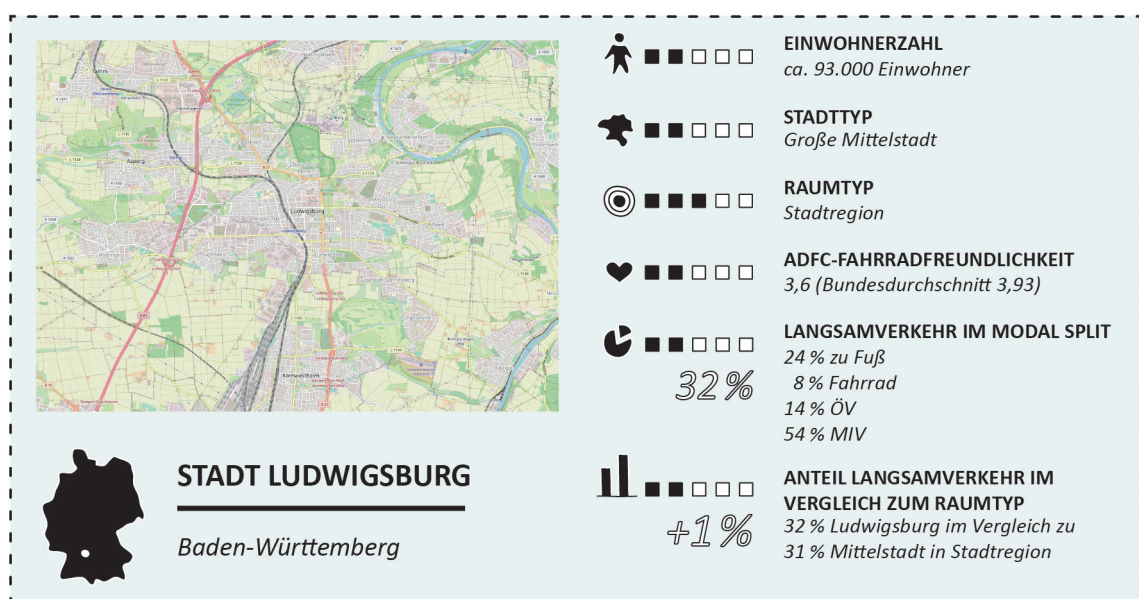 Asperg
Ludwigsburg
Kornwestheim
STADT LUDWIGSBURG
Baden-Württemberg
EINWOHNERZAHL
ca. 93.000 Einwohner
STADTTYP
Große Mittelstadt
RAUMTYP
Stadtregion
ADFC-FAHRRADFREUNDLICHKEIT
3,6 (Bundesdurchschnitt 3,93)
LANGSAMVERKEHR IM MODAL SPLIT
32 %
24 % zu Fuß
8 % Fahrrad
14 % ÖV
54 % MIV
ANTEIL LANGSAMVERKEHR IM
VERGLEICH ZUM RAUMTYP
+1 %
32 % Ludwigsburg im Vergleich zu
31 % Mittelstadt in Stadtregion